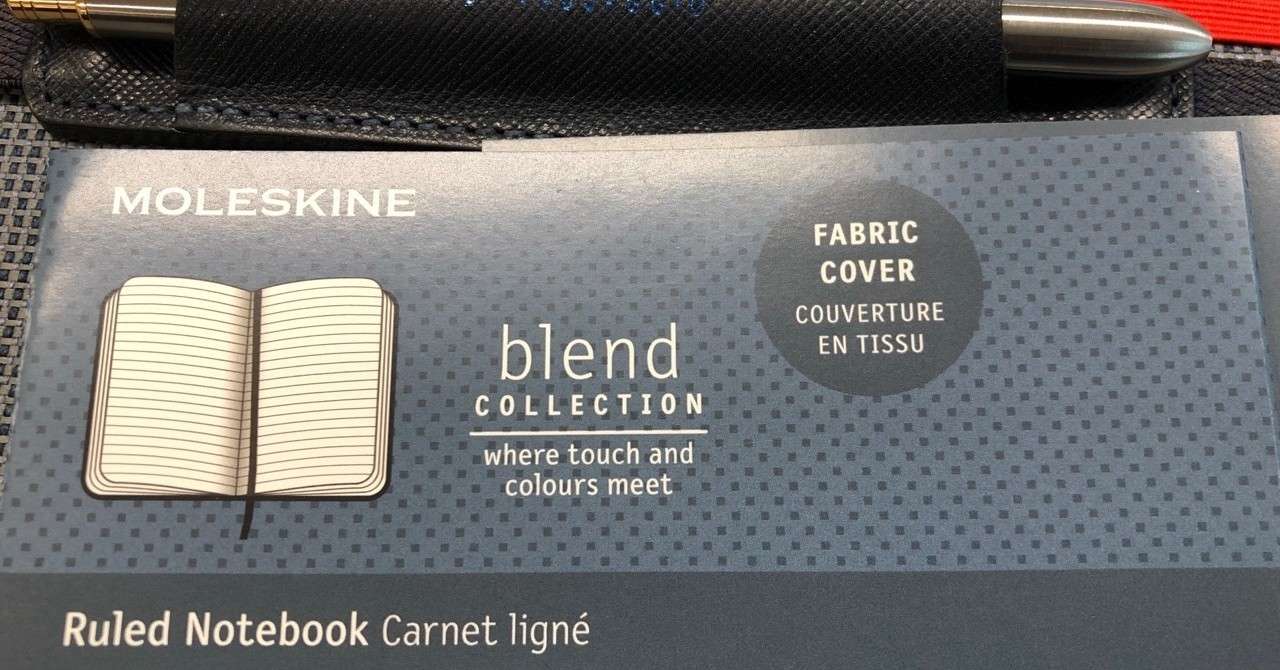 MOLESKINE
FABRIC
COVER
COUVERTURE
EN TISSU
blend
COLLECTION
where touch and
colours meet
Ruled Notebook Carnet ligné